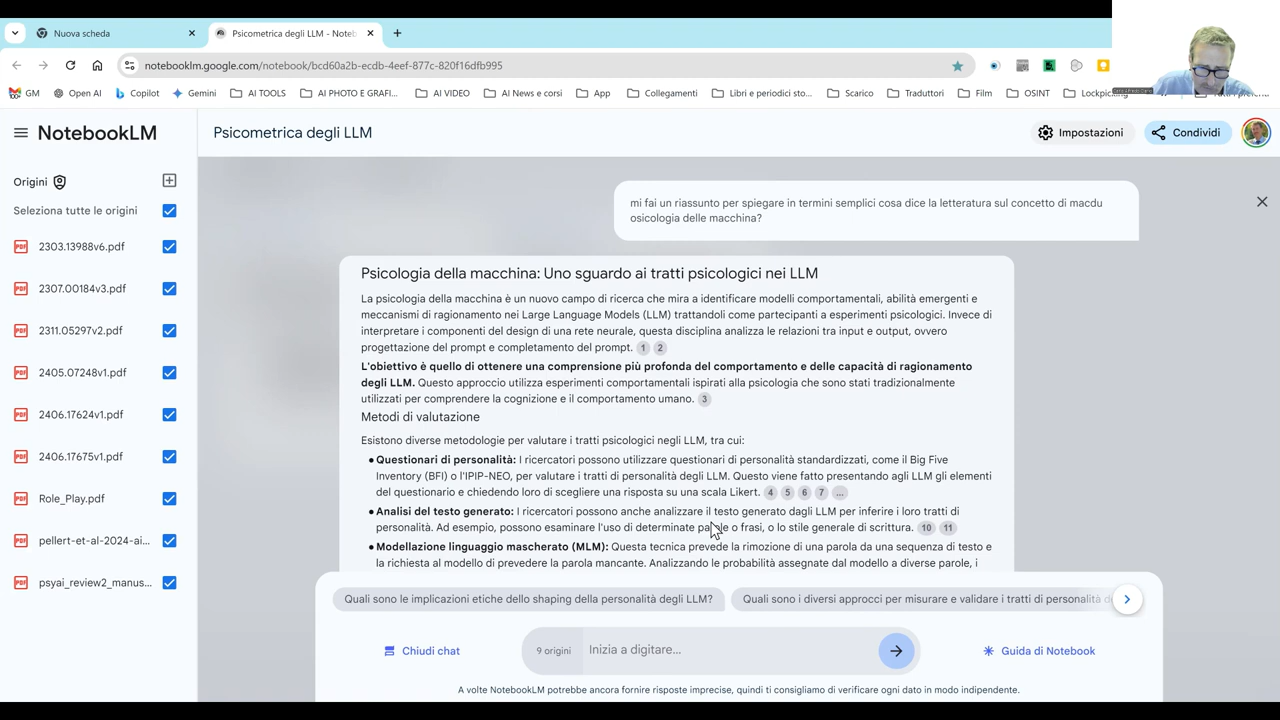 Nuova scheda
Psicometrica degli LLM - Noteb
notebooklm.google.com/notebook/bcd60a2b-ecdb-4eef-877c-820f16dfb995
GM
Open AI
Copilot
Gemini
AI TOOLS
AI PHOTO E GRAFI...
AI VIDEO
AI News e corsi
App
Collegamenti
Libri e periodici sto...
Scarico
Traduttori
Film
OSINT
Lockpicking
NotebookLM
Psicometrica degli LLM
Impostazioni
Condividi
Origini
Seleziona tutte le origini
2303.13988v6.pdf
2307.00184v3.pdf
2311.05297v2.pdf
2405.07248v1.pdf
2406.17624v1.pdf
2406.17675v1.pdf
Role_Play.pdf
pellert-et-al-2024-ai...
psyai_review2_manus...
mi fai un riassunto per spiegare in termini semplici cosa dice la letteratura sul concetto di macdu
osicologia delle macchina?
Psicologia della macchina: Uno sguardo ai tratti psicologici nei LLM
La psicologia della macchina è un nuovo campo di ricerca che mira a identificare modelli comportamentali, abilità emergenti e
meccanismi di ragionamento nei Large Language Models (LLM) trattandoli come partecipanti a esperimenti psicologici. Invece di
interpretare i componenti del design di una rete neurale, questa disciplina analizza le relazioni tra input e output, ovvero
progettazione del prompt e completamento del prompt. 1 2
L'obiettivo è quello di ottenere una comprensione più profonda del comportamento e delle capacità di ragionamento
degli LLM. Questo approccio utilizza esperimenti comportamentali ispirati alla psicologia che sono stati tradizionalmente
utilizzati per comprendere la cognizione e il comportamento umano. 3
Metodi di valutazione
Esistono diverse metodologie per valutare i tratti psicologici negli LLM, tra cui:
● Questionari di personalità: I ricercatori possono utilizzare questionari di personalità standardizzati, come il Big Five
Inventory (BFI) o l'IPIP-NEO, per valutare i tratti di personalità degli LLM. Questo viene fatto presentando agli LLM gli elementi
del questionario e chiedendo loro di scegliere una risposta su una scala Likert. 4 5 6 7 ...
● Analisi del testo generato: I ricercatori possono anche analizzare il testo generato dagli LLM per inferire i loro tratti di
personalità. Ad esempio, possono esaminare l'uso di determinate parole o frasi, o lo stile generale di scrittura. 10 11
● Modellazione linguaggio mascherato (MLM): Questa tecnica prevede la rimozione di una parola da una sequenza di testo e
la richiesta al modello di prevedere la parola mancante. Analizzando le probabilità assegnate dal modello a diverse parole, i
Quali sono le implicazioni etiche dello shaping della personalità degli LLM?
Quali sono i diversi approcci per misurare e validare i tratti di personalità d
Chiudi chat
9 origini
Inizia a digitare...
Guida di Notebook
A volte NotebookLM potrebbe ancora fornire risposte imprecise, quindi ti consigliamo di verificare ogni dato in modo indipendente.